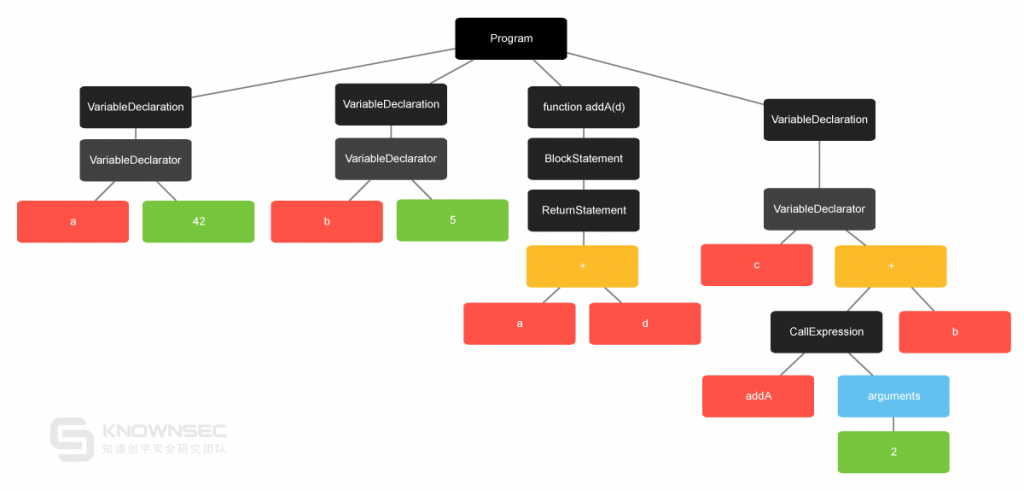 Program
VariableDeclaration
VariableDeclaration
function addA(d)
VariableDeclaration
VariableDeclarator
VariableDeclarator
BlockStatement
ReturnStatement
VariableDeclarator
a
42
b
5
+
c
+
a
d
CallExpression
b
addA
arguments
2
KNOWNSEC
知道创宇安全研究团队